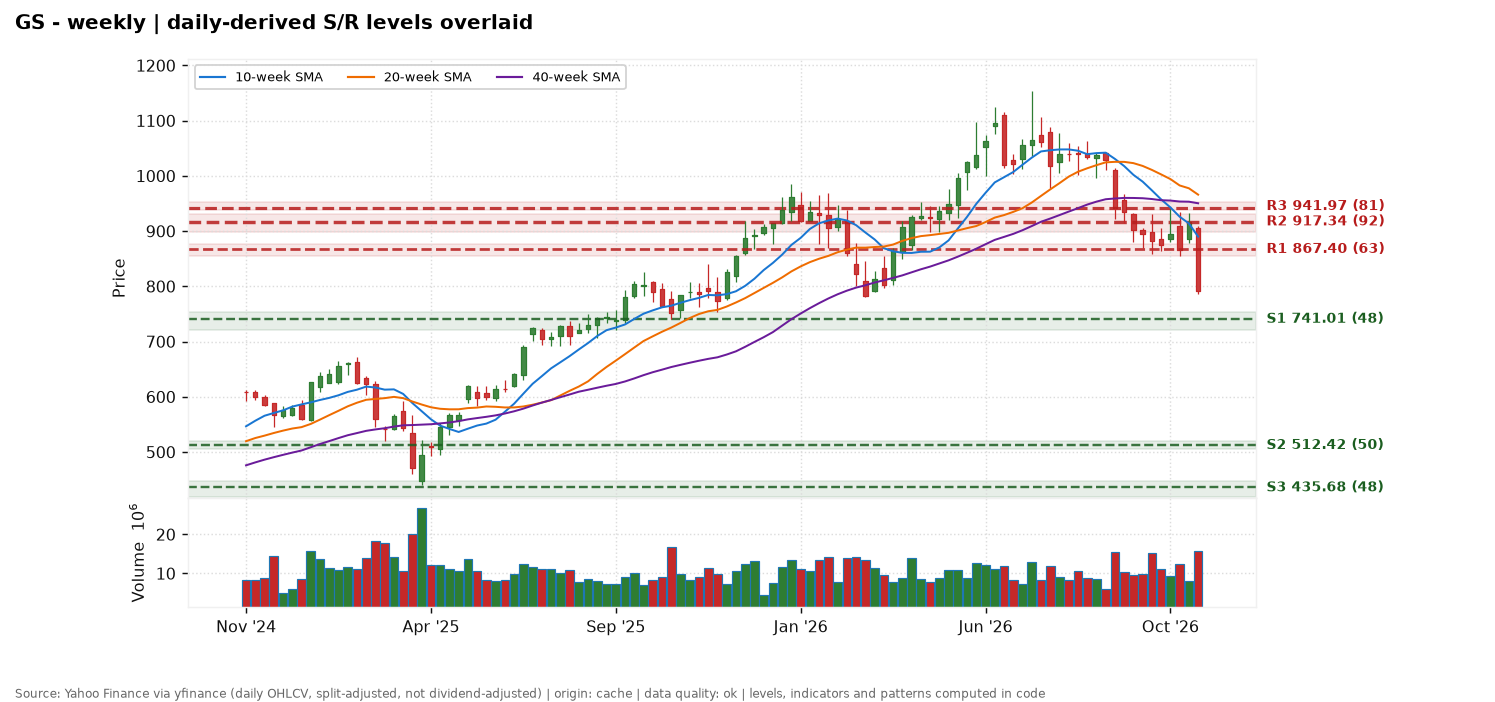 GS - weekly | daily-derived S/R levels overlaid
10-week SMA 20-week SMA 40-week SMA
Price
1200
1100
1000
900
800
700
600
500
R3 941.97 (81)
R2 917.34 (92)
R1 867.40 (63)
S1 741.01 (48)
S2 512.42 (50)
S3 435.68 (48)
Volume 10⁶
20
10
Nov '24 Apr '25 Sep '25 Jan '26 Jun '26 Oct '26
Source: Yahoo Finance via yfinance (daily OHLCV, split-adjusted, not dividend-adjusted) | origin: cache | data quality: ok | levels, indicators and patterns computed in code